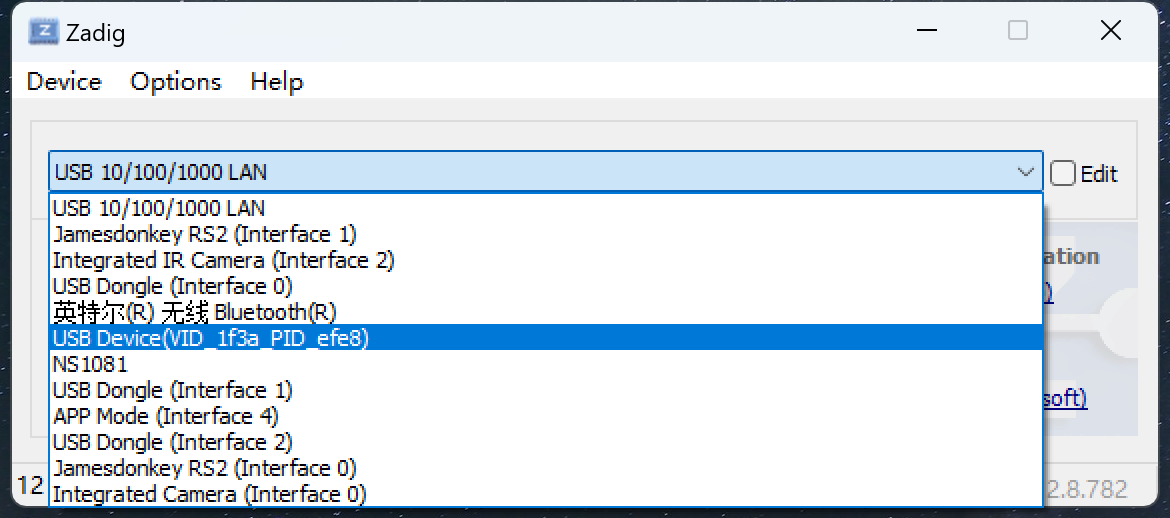 Zadig
Device Options Help
USB 10/100/1000 LAN
Edit
USB 10/100/1000 LAN
Jamesdonkey RS2 (Interface 1)
Integrated IR Camera (Interface 2)
USB Dongle (Interface 0)
英特尔(R) 无线 Bluetooth(R)
USB Device(VID_1f3a_PID_efe8)
NS1081
USB Dongle (Interface 1)
APP Mode (Interface 4)
USB Dongle (Interface 2)
Jamesdonkey RS2 (Interface 0)
Integrated Camera (Interface 0)
ation
)
soft)
12
2.8.782